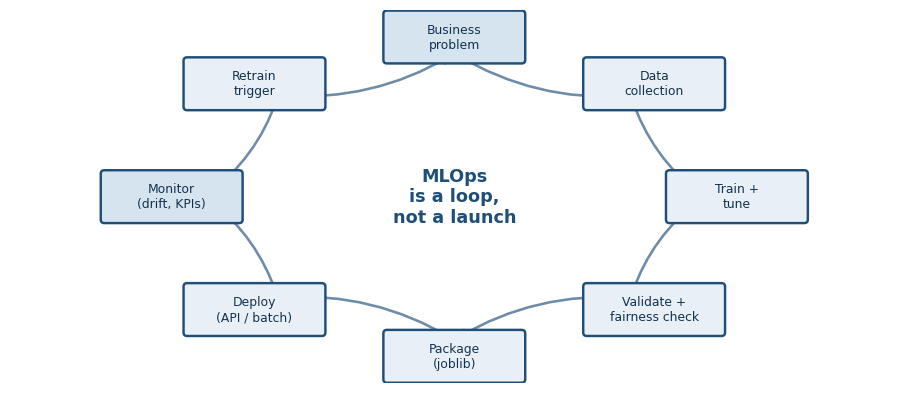 Business
problem
Data
collection
Train +
tune
Validate +
fairness check
Package
(joblib)
Deploy
(API / batch)
Monitor
(drift, KPIs)
Retrain
trigger
MLOps
is a loop,
not a launch